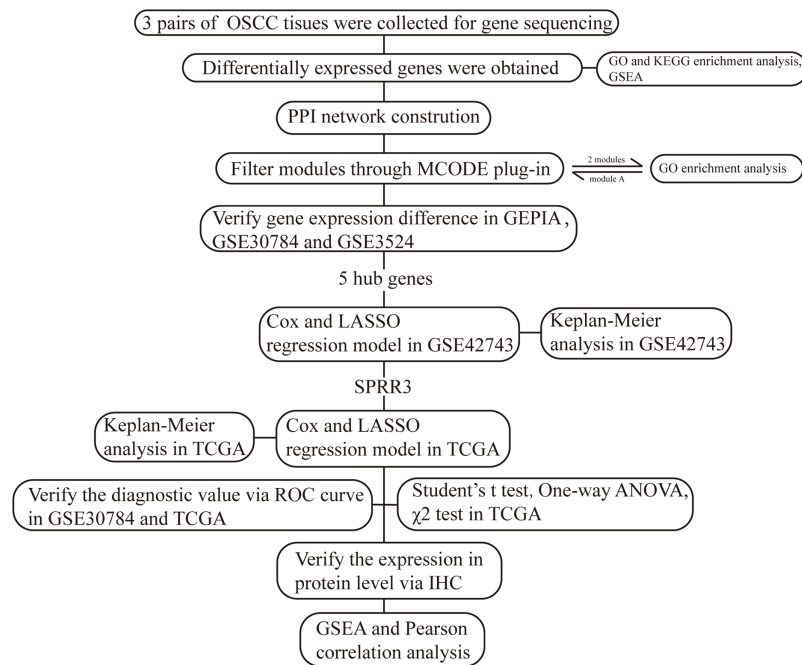 3 pairs of OSCC tisues were collected for gene sequencing
Differentially expressed genes were obtained
GO and KEGG enrichment analysis,
GSEA
PPI network constrution
Filter modules through MCODE plug-in
2 modules
module A
GO enrichment analysis
Verify gene expression difference in GEPIA ,
GSE30784 and GSE3524
5 hub genes
Cox and LASSO
regression model in GSE42743
Keplan-Meier
analysis in GSE42743
SPRR3
Keplan-Meier
analysis in TCGA
Cox and LASSO
regression model in TCGA
Verify the diagnostic value via ROC curve
in GSE30784 and TCGA
Student's t test, One-way ANOVA,
χ2 test in TCGA
Verify the expression in
protein level via IHC
GSEA and Pearson
correlation analysis